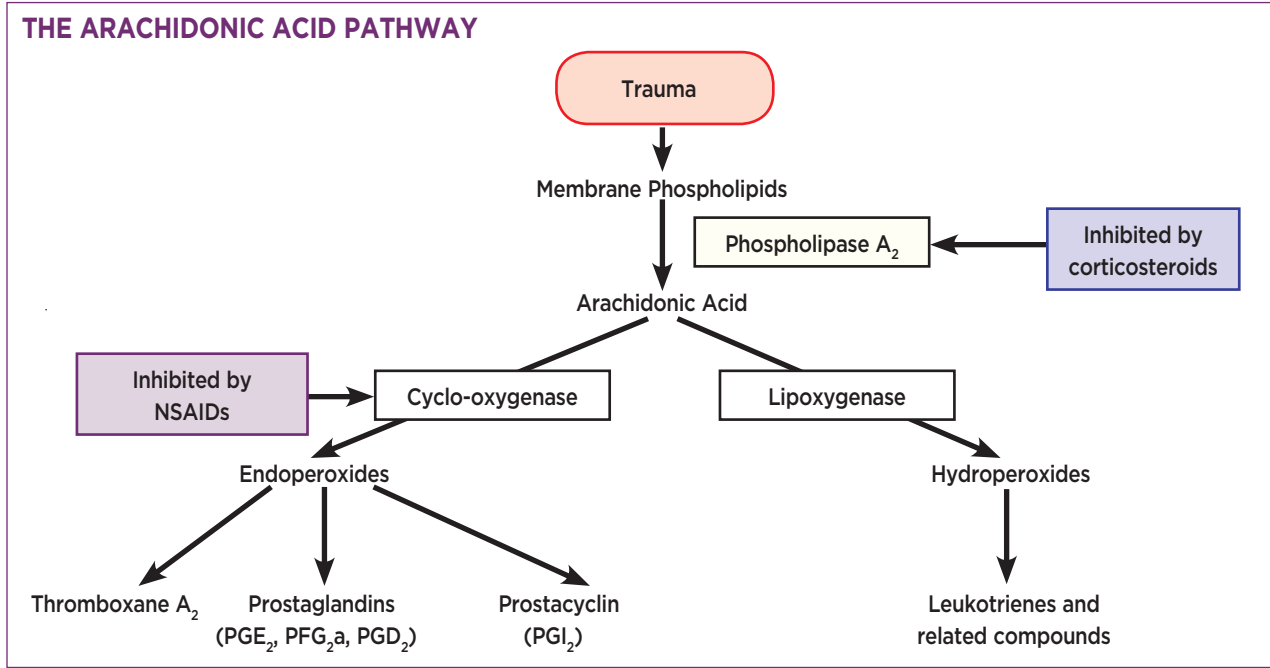 THE ARACHIDONIC ACID PATHWAY
Trauma
Membrane Phospholipids
Phospholipase A₂
Inhibited by
corticosteroids
Arachidonic Acid
Inhibited by
NSAIDs
Cyclo-oxygenase
Lipoxygenase
Endoperoxides
Hydroperoxides
Thromboxane A₂
Prostaglandins
(PGE₂, PFG₂a, PGD₂)
Prostacyclin
(PGI₂)
Leukotrienes and
related compounds